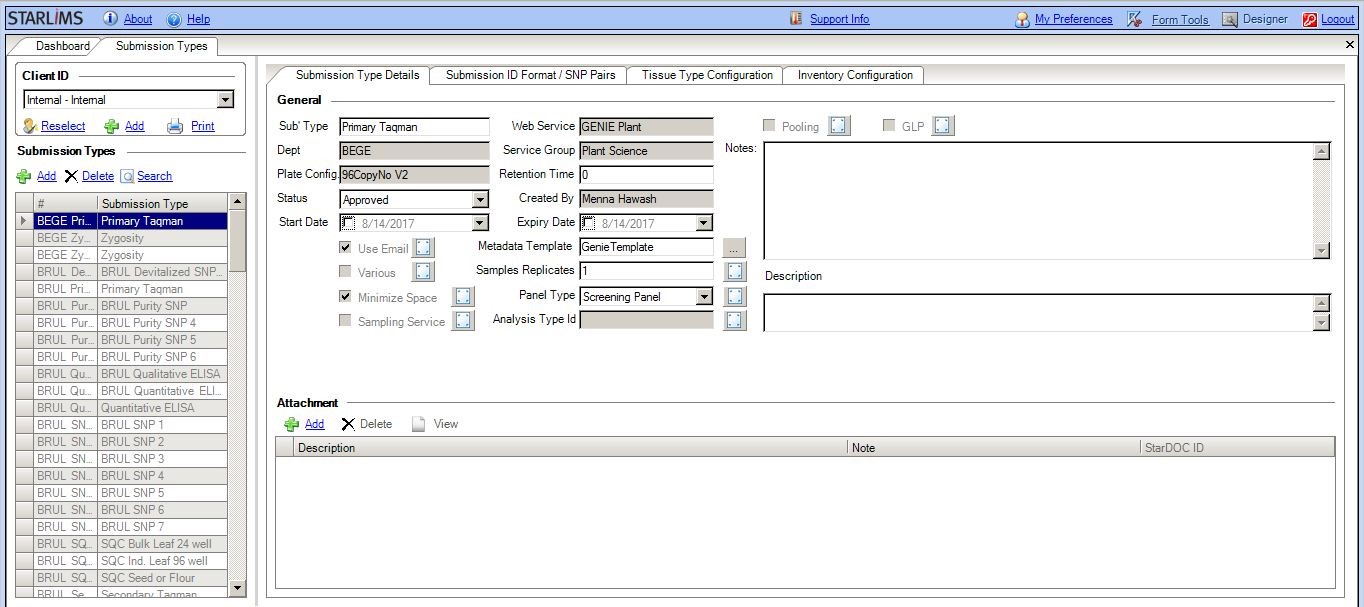 STARLIMS About Help Support Info My Preferences Form Tools Designer Logout
Dashboard Submission Types
Client ID
Internal - Internal
Reselect Add Print
Submission Types
Add Delete Search
# Submission Type
BEGE Pri... Primary Taqman
BEGE Zy... Zygosity
BEGE Zy... Zygosity
BRUL De... BRUL Devitalized SNP...
BRUL Pri... Primary Taqman
BRUL Pur... BRUL Purity SNP
BRUL Pur... BRUL Purity SNP 4
BRUL Pur... BRUL Purity SNP 5
BRUL Pur... BRUL Purity SNP 6
BRUL Qu... BRUL Qualitative ELISA
BRUL Qu... BRUL Quantitative ELI...
BRUL Qu... Quantitative ELISA
BRUL SN... BRUL SNP 1
BRUL SN... BRUL SNP 2
BRUL SN... BRUL SNP 3
BRUL SN... BRUL SNP 4
BRUL SN... BRUL SNP 5
BRUL SN... BRUL SNP 6
BRUL SN... BRUL SNP 7
BRUL SQ... SQC Bulk Leaf 24 well
BRUL SQ... SQC Ind. Leaf 96 well
BRUL SQ... SQC Seed or Flour
BRUL Se... Secondary Taqman
Submission Type Details Submission ID Format / SNP Pairs Tissue Type Configuration Inventory Configuration
General
Sub' Type Primary Taqman Web Service GENIE Plant Pooling GLP
Dept BEGE Service Group Plant Science Notes:
Plate Config. 96CopyNo V2 Retention Time 0
Status Approved Created By Menna Hawash
Start Date 8/14/2017 Expiry Date 8/14/2017
Use Email Metadata Template GenieTemplate ...
Various Samples Replicates 1 Description
Minimize Space Panel Type Screening Panel
Sampling Service Analysis Type Id
Attachment
Add Delete View
Description Note StarDOC ID